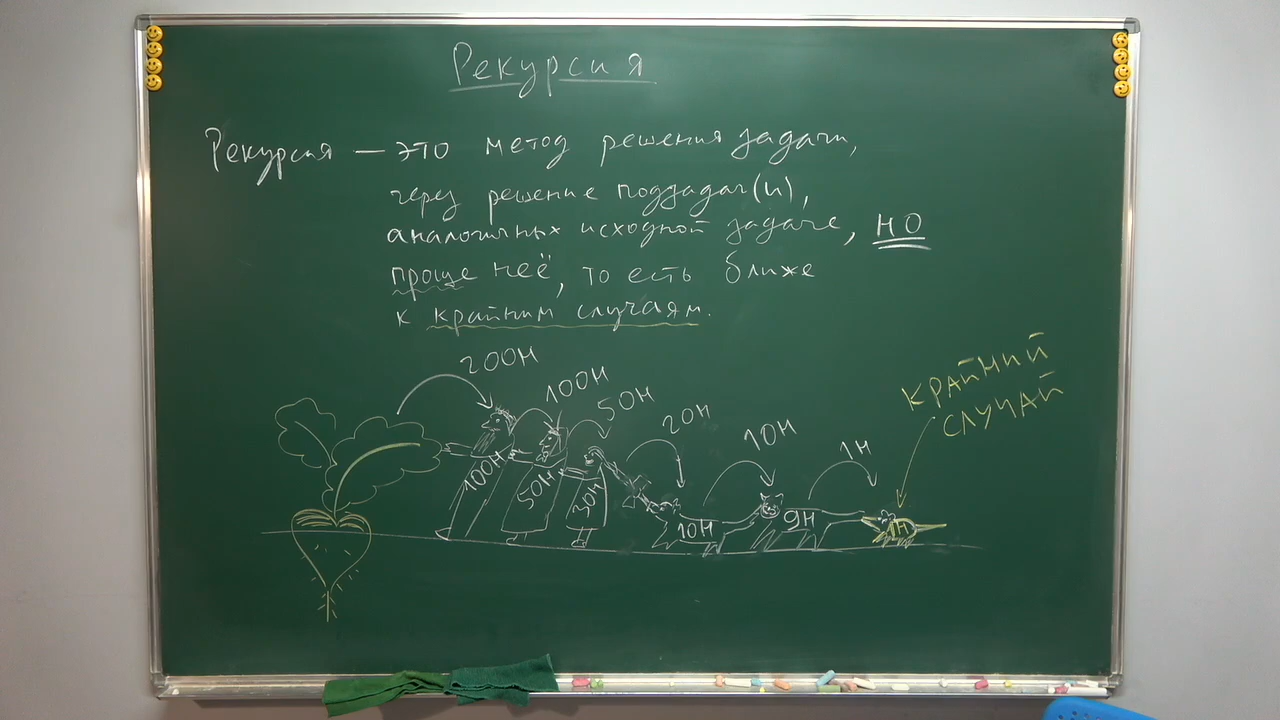 Рекурсия
Рекурсия — это метод решения задачи,
через решение подзадач(и),
аналогичных исходной задаче, НО
проще неё, то есть ближе
к крайним случаям.
200Н
100Н
50Н
20Н
10Н
1Н
КРАЙНИЙ
СЛУЧАЙ
100Н
50Н
30Н
10Н
9Н
1Н